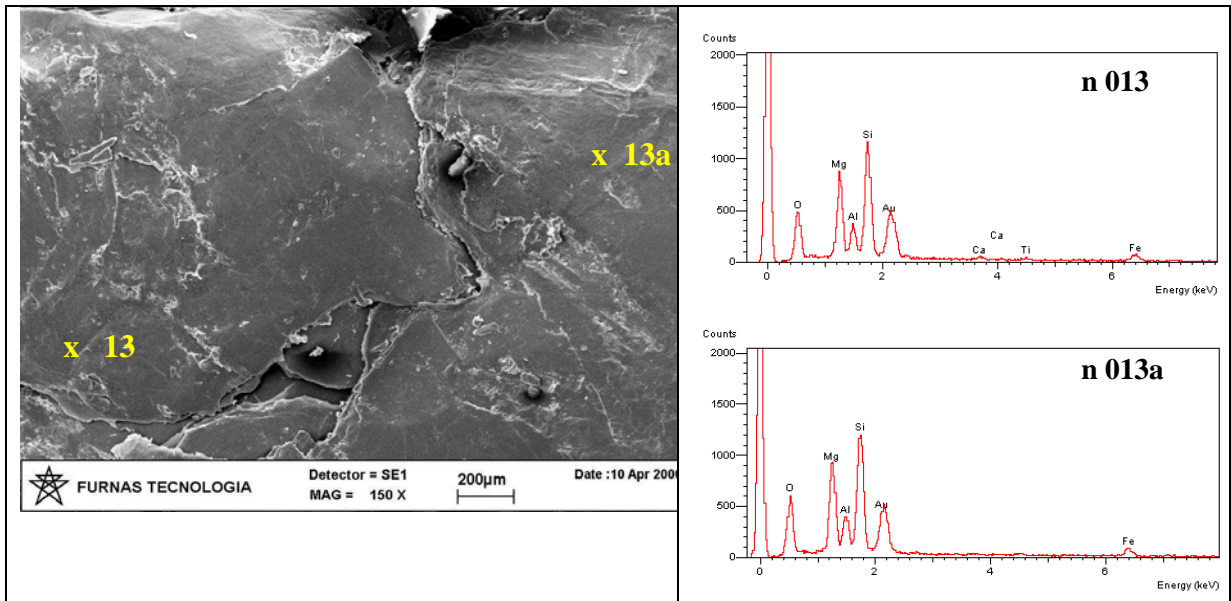 x 13a
x 13
FURNAS TECNOLOGIA
Detector = SE1
MAG = 150 X
200µm
Date :10 Apr 200
Counts
n 013
2000
1500
1000
500
0
O
Mg
Al
Si
Au
Ca
Ca
Ti
Fe
0 2 4 6
Energy (keV)
Counts
n 013a
2000
1500
1000
500
0
O
Mg
Al
Si
Au
Fe
0 2 4 6
Energy (keV)